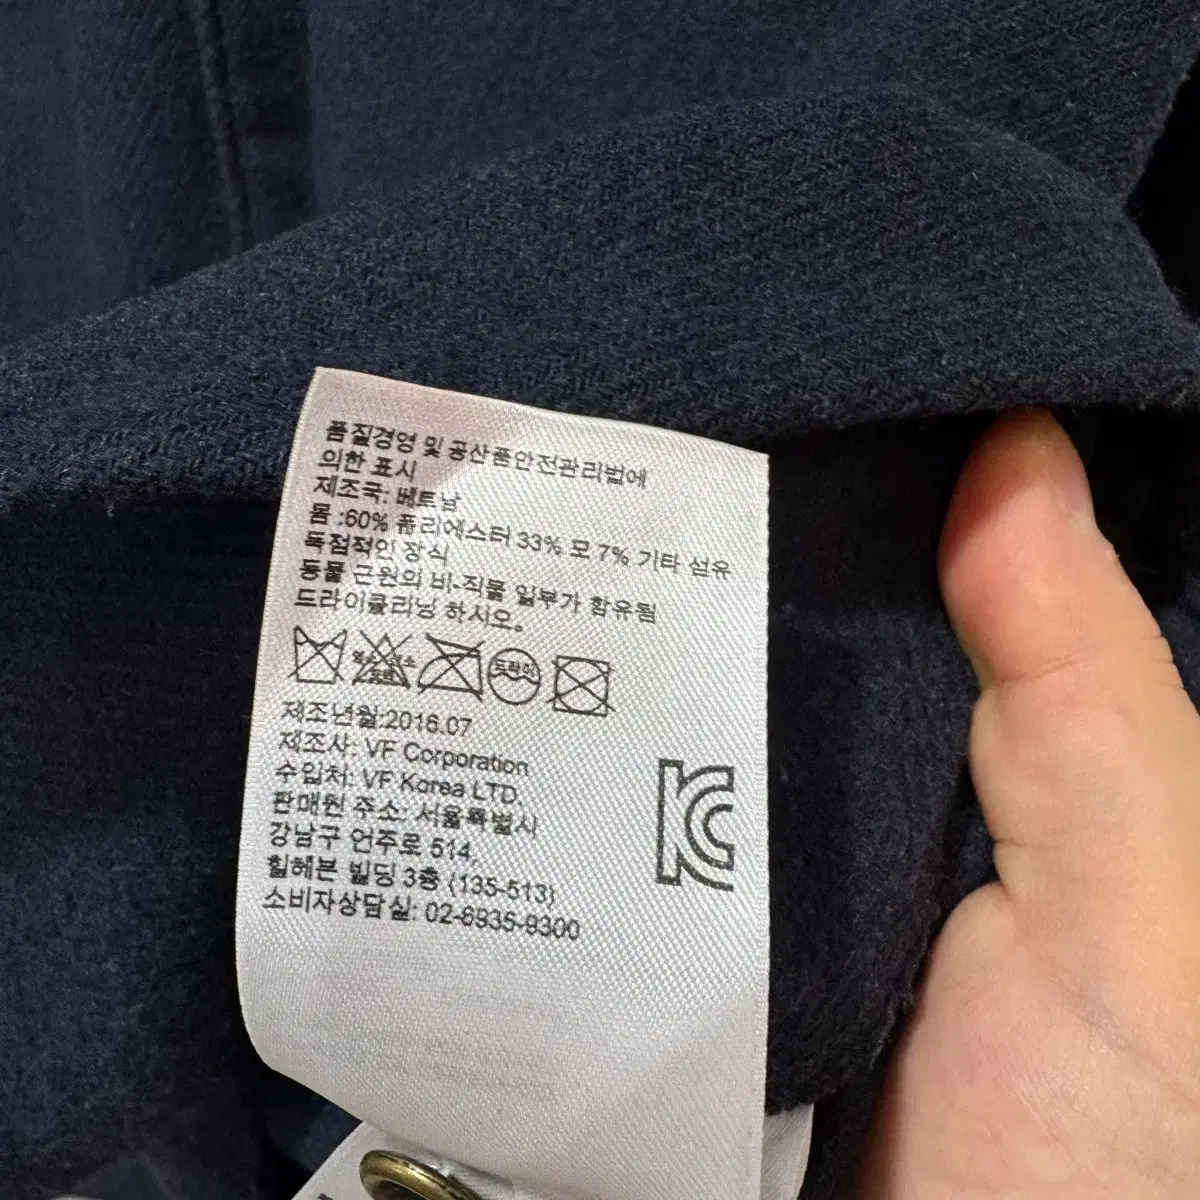 품질경영 및 공산품안전관리법에
의한 표시
제조국: 베트남
몸 :60% 폴리에스터 33% 모 7% 기타 섬유
독점적인 장식
동물 근원의 비-직물 일부가 함유됨
드라이클리닝 하시오.
드라이
제조년월:2016.07
제조사: VF Corporation
수입처: VF Korea LTD.
판매원 주소: 서울특별시
강남구 언주로 514,
힐헤븐 빌딩 3층 (135-513)
소비자상담실: 02-6935-9300